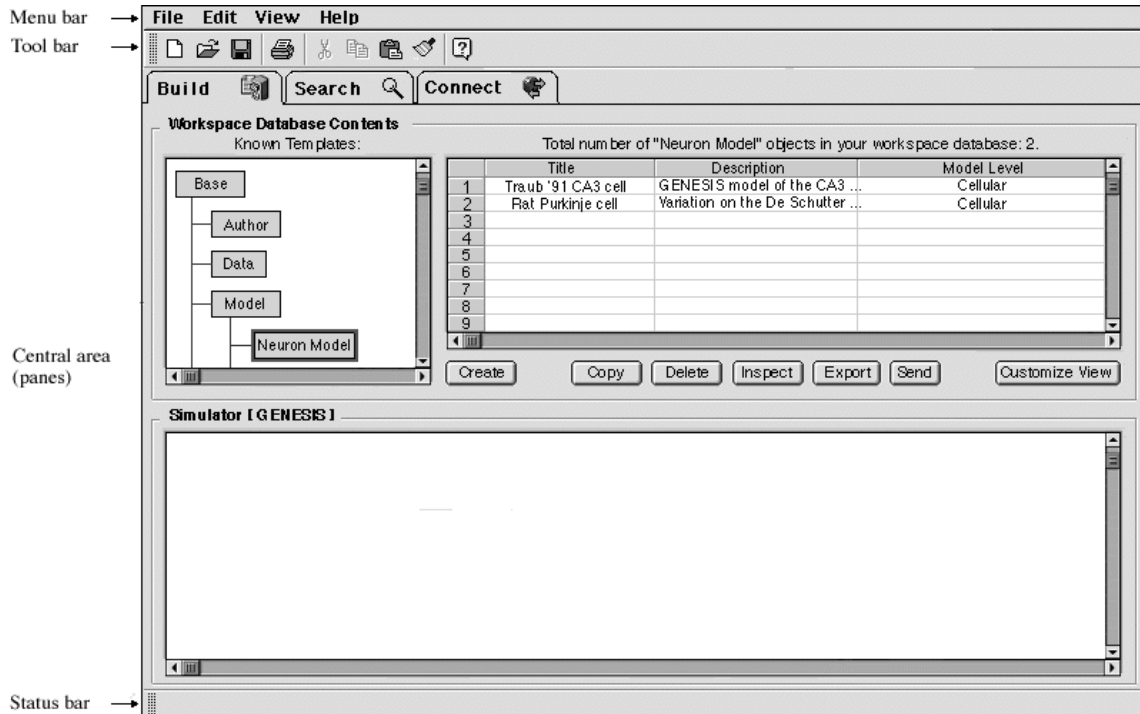 Menu bar
File Edit View Help
Tool bar
Build Search Connect
Workspace Database Contents
Known Templates:
Total number of "Neuron Model" objects in your workspace database: 2.
Base
Author
Data
Model
Neuron Model
Title Description Model Level
1 Traub '91 CA3 cell GENESIS model of the CA3 ... Cellular
2 Rat Purkinje cell Variation on the De Schutter ... Cellular
3
4
5
6
7
8
9
Central area
(panes)
Create Copy Delete Inspect Export Send Customize View
Simulator [ GENESIS ]
Status bar